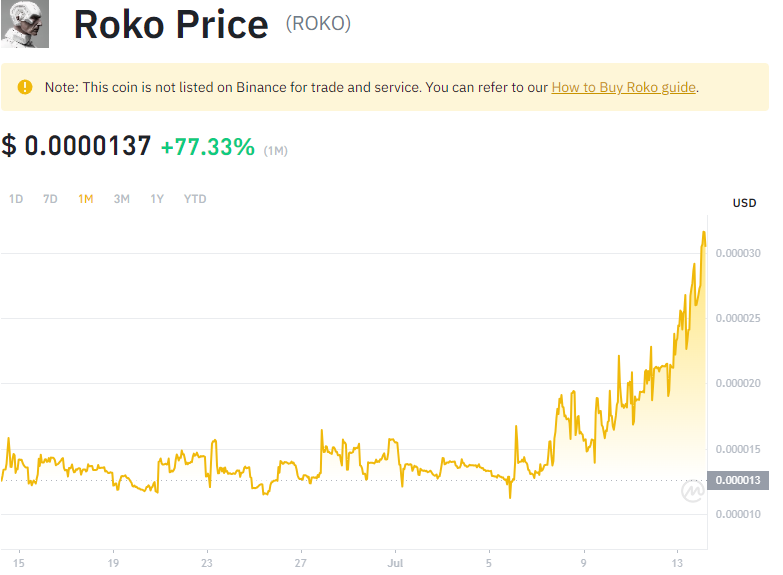 Roko Price (ROKO)
Note: This coin is not listed on Binance for trade and service. You can refer to our How to Buy Roko guide.
$ 0.0000137 +77.33% (1M)
1D 7D 1M 3M 1Y YTD
USD
0.000030
0.000025
0.000020
0.000015
0.000013
0.000010
15 19 23 27 Jul 5 9 13